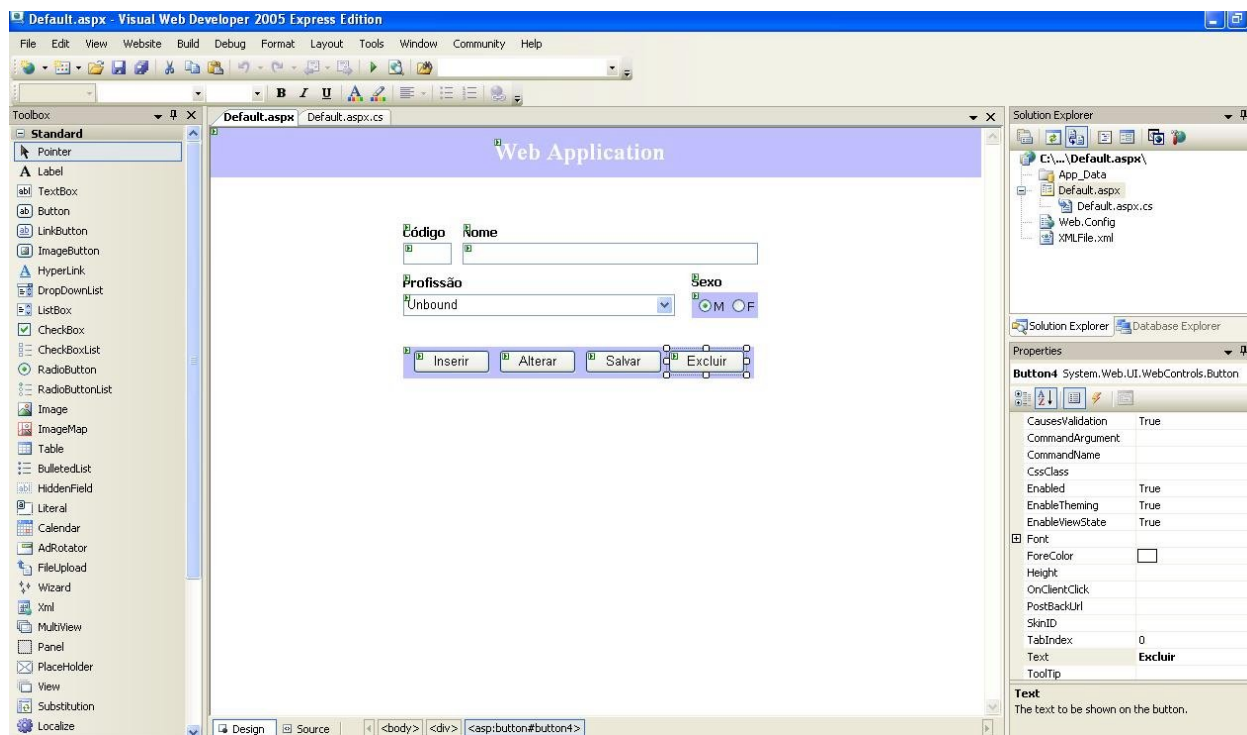 Default.aspx - Visual Web Developer 2005 Express Edition
File Edit View Website Build Debug Format Layout Tools Window Community Help
B I U A
Toolbox
Standard
Pointer
A Label
abl TextBox
ab Button
ab LinkButton
ImageButton
A HyperLink
DropDownList
ListBox
CheckBox
CheckBoxList
RadioButton
RadioButtonList
Image
ImageMap
Table
BulletedList
abl HiddenField
Literal
Calendar
AdRotator
FileUpload
Wizard
Xml
MultiView
Panel
PlaceHolder
View
Substitution
Localize
Default.aspx Default.aspx.cs
Web Application
Código Nome
Profissão Sexo
Unbound M F
Inserir Alterar Salvar Excluir
Design Source <body> <div> <asp:button#button4>
Solution Explorer
C:\...\Default.aspx\
App_Data
Default.aspx
Default.aspx.cs
Web.Config
XMLFile.xml
Solution Explorer Database Explorer
Properties
Button4 System.Web.UI.WebControls.Button
CausesValidation True
CommandArgument
CommandName
CssClass
Enabled True
EnableTheming True
EnableViewState True
Font
ForeColor
Height
OnClientClick
PostBackUrl
SkinID
TabIndex 0
Text Excluir
ToolTip
Text
The text to be shown on the button.